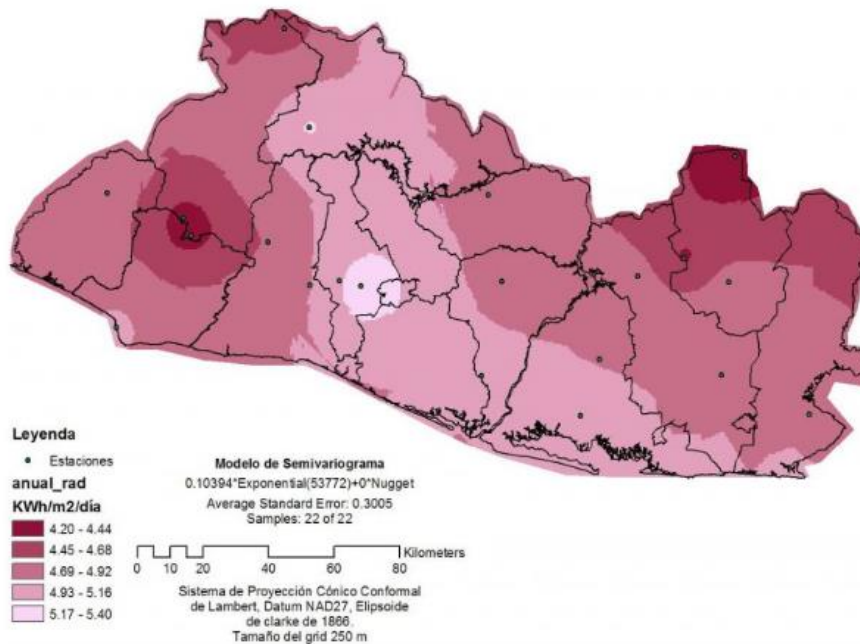 Leyenda
Estaciones
anual_rad
KWh/m2/día
4.20 - 4.44
4.45 - 4.68
4.69 - 4.92
4.93 - 5.16
5.17 - 5.40
Modelo de Semivariograma
0.10394*Exponential(53772)+0*Nugget
Average Standard Error: 0.3005
Samples: 22 of 22
Kilometers
0 10 20 40 60 80
Sistema de Proyección Cónico Conformal
de Lambert, Datum NAD27, Elipsoide
de clarke de 1866.
Tamaño del grid 250 m